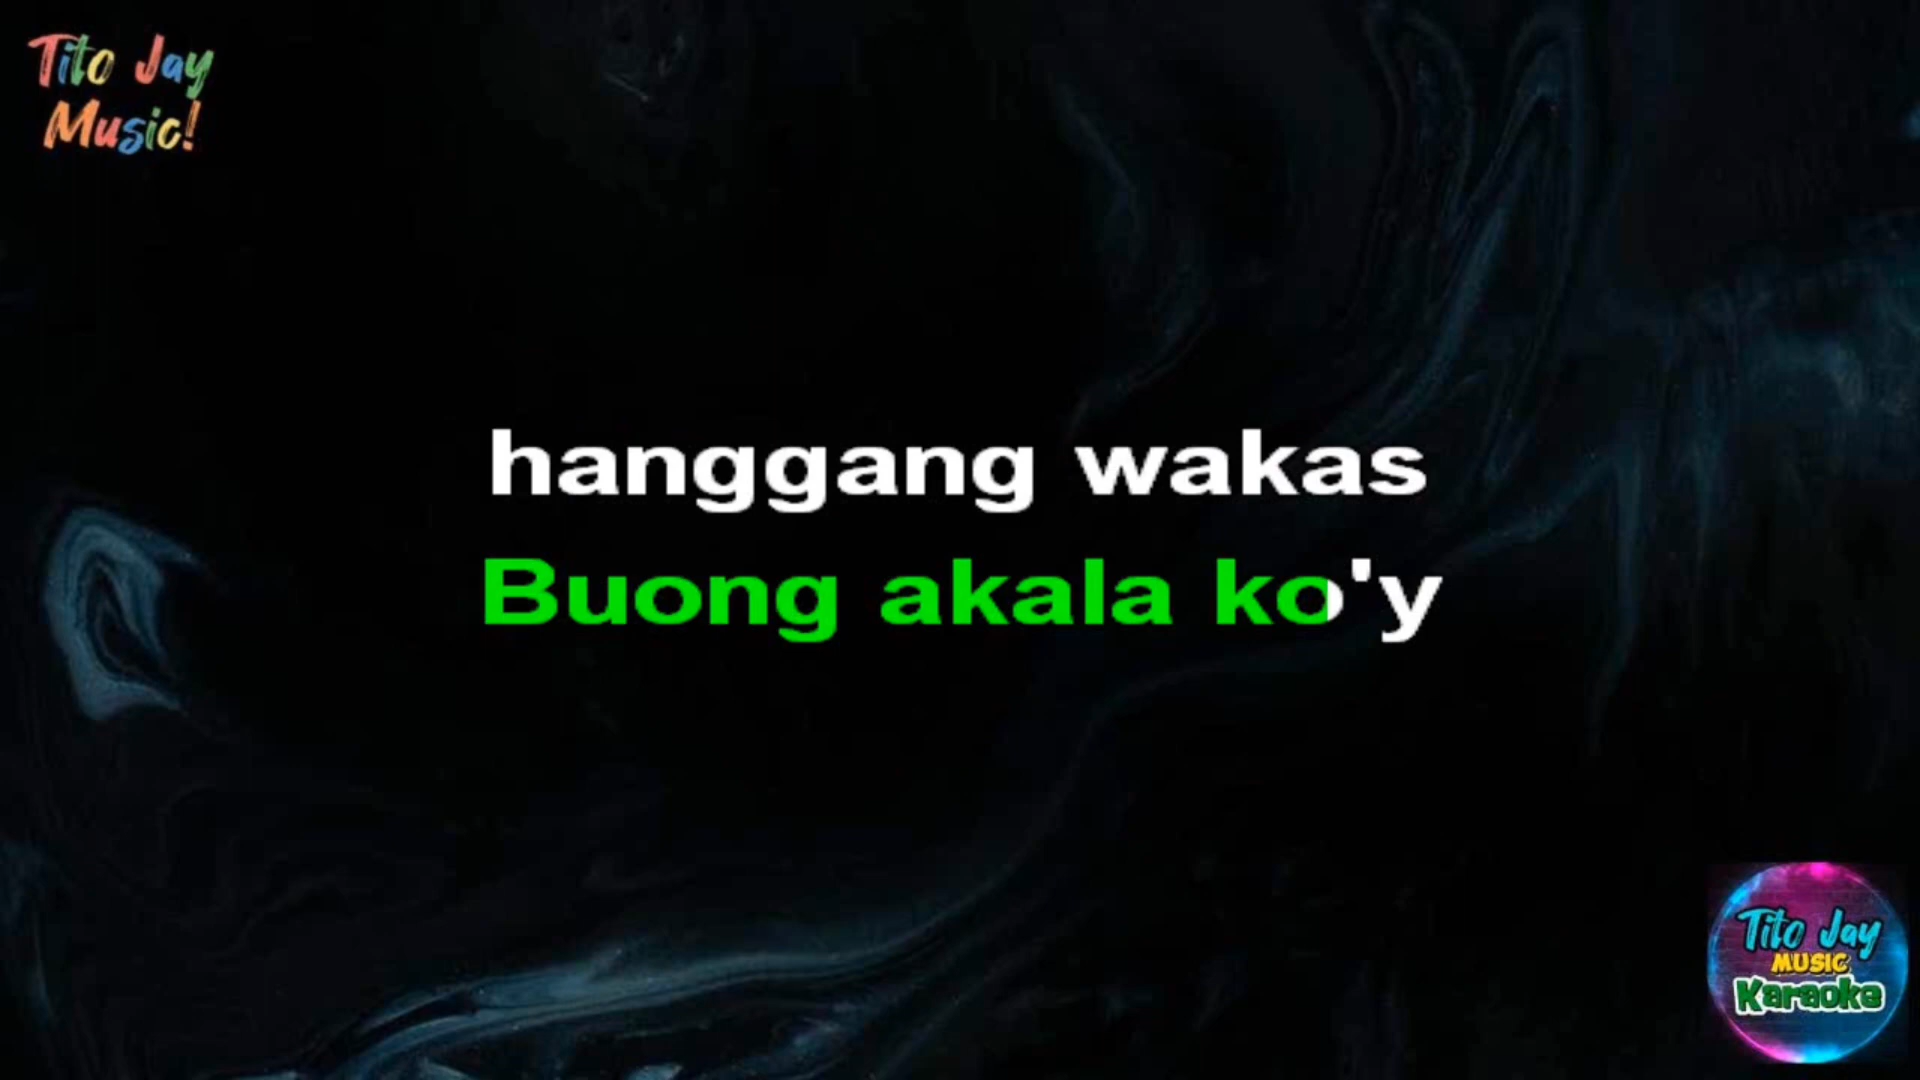 Tito Jay
Music!
hanggang wakas
Buong akala ko'y
Tito Jay
MUSIC
Karaoke